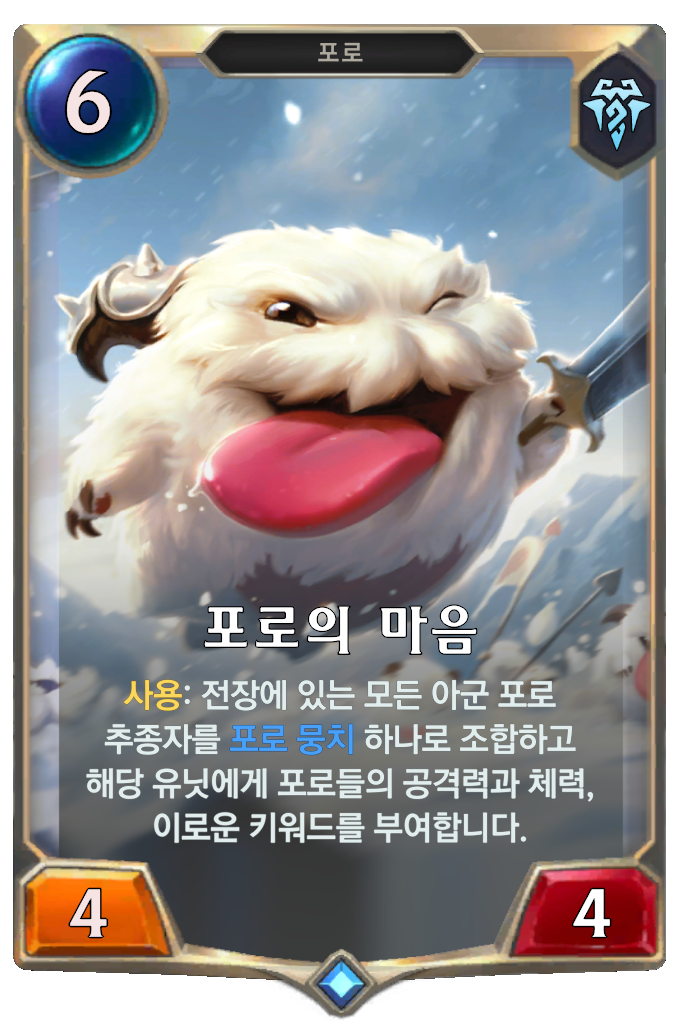 포로
6
포로의 마음
사용: 전장에 있는 모든 아군 포로
추종자를 포로 뭉치 하나로 조합하고
해당 유닛에게 포로들의 공격력과 체력,
이로운 키워드를 부여합니다.
4
4